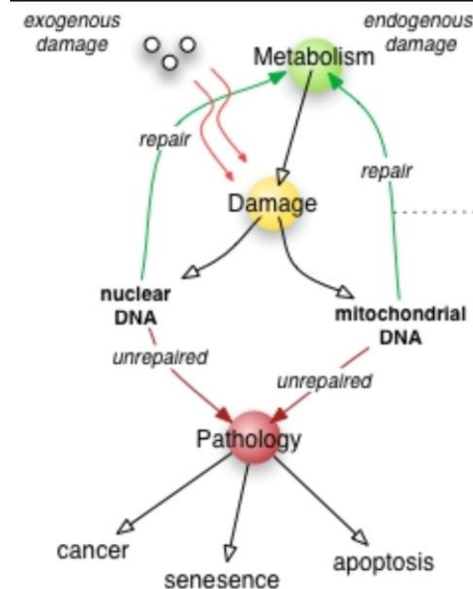 exogenous
damage
endogenous
damage
Metabolism
repair
repair
Damage
nuclear
DNA
mitochondrial
DNA
unrepaired
unrepaired
Pathology
cancer
senesence
apoptosis